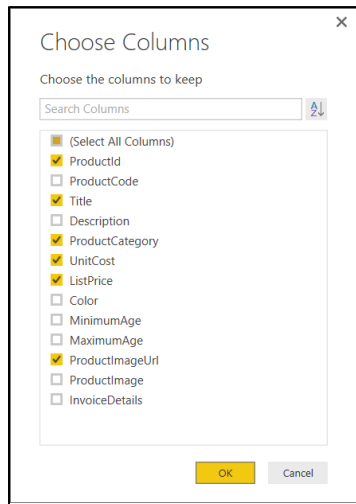 Choose Columns
Choose the columns to keep
Search Columns
A
Z
(Select All Columns)
ProductId
ProductCode
Title
Description
ProductCategory
UnitCost
ListPrice
Color
MinimumAge
MaximumAge
ProductImageUrl
ProductImage
InvoiceDetails
OK Cancel